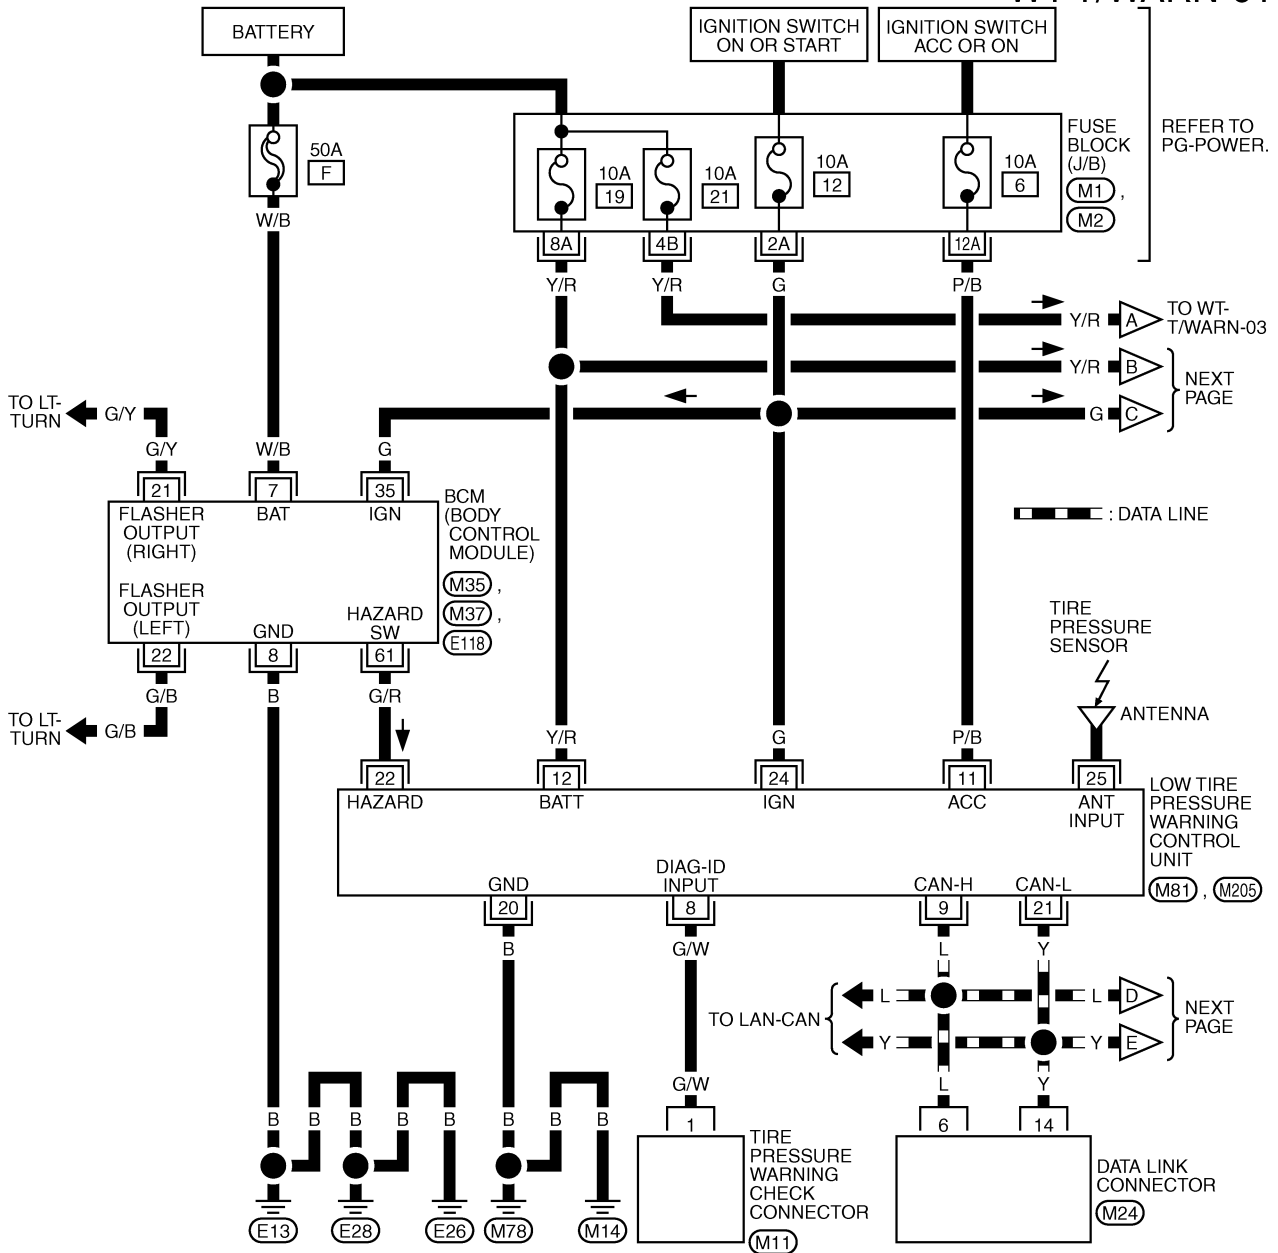 BATTERY
IGNITION SWITCH
ON OR START
IGNITION SWITCH
ACC OR ON
50A
F
10A
19
10A
21
10A
12
10A
6
FUSE
BLOCK
(J/B)
M1 ,
M2
REFER TO
PG-POWER.
W/B
8A
4B
2A
12A
Y/R
Y/R
G
P/B
Y/R
A
TO WT-
T/WARN-03
Y/R
B
G
C
NEXT
PAGE
TO LT-
TURN
G/Y
G/Y
W/B
G
21
7
35
FLASHER
OUTPUT
(RIGHT)
BAT
IGN
BCM
(BODY
CONTROL
MODULE)
M35 ,
M37 ,
E118
: DATA LINE
FLASHER
OUTPUT
(LEFT)
GND
HAZARD
SW
22
8
61
G/B
B
G/R
TO LT-
TURN
G/B
TIRE
PRESSURE
SENSOR
ANTENNA
Y/R
G
P/B
22
12
24
11
25
HAZARD
BATT
IGN
ACC
ANT
INPUT
LOW TIRE
PRESSURE
WARNING
CONTROL
UNIT
M81 , M205
GND
DIAG-ID
INPUT
CAN-H
CAN-L
20
8
9
21
B
G/W
L
Y
TO LAN-CAN
L
L
D
Y
Y
E
NEXT
PAGE
G/W
L
Y
B
B
B
B
B
B
B
B
1
6
14
TIRE
PRESSURE
WARNING
CHECK
CONNECTOR
M11
DATA LINK
CONNECTOR
M24
E13
E28
E26
M78
M14